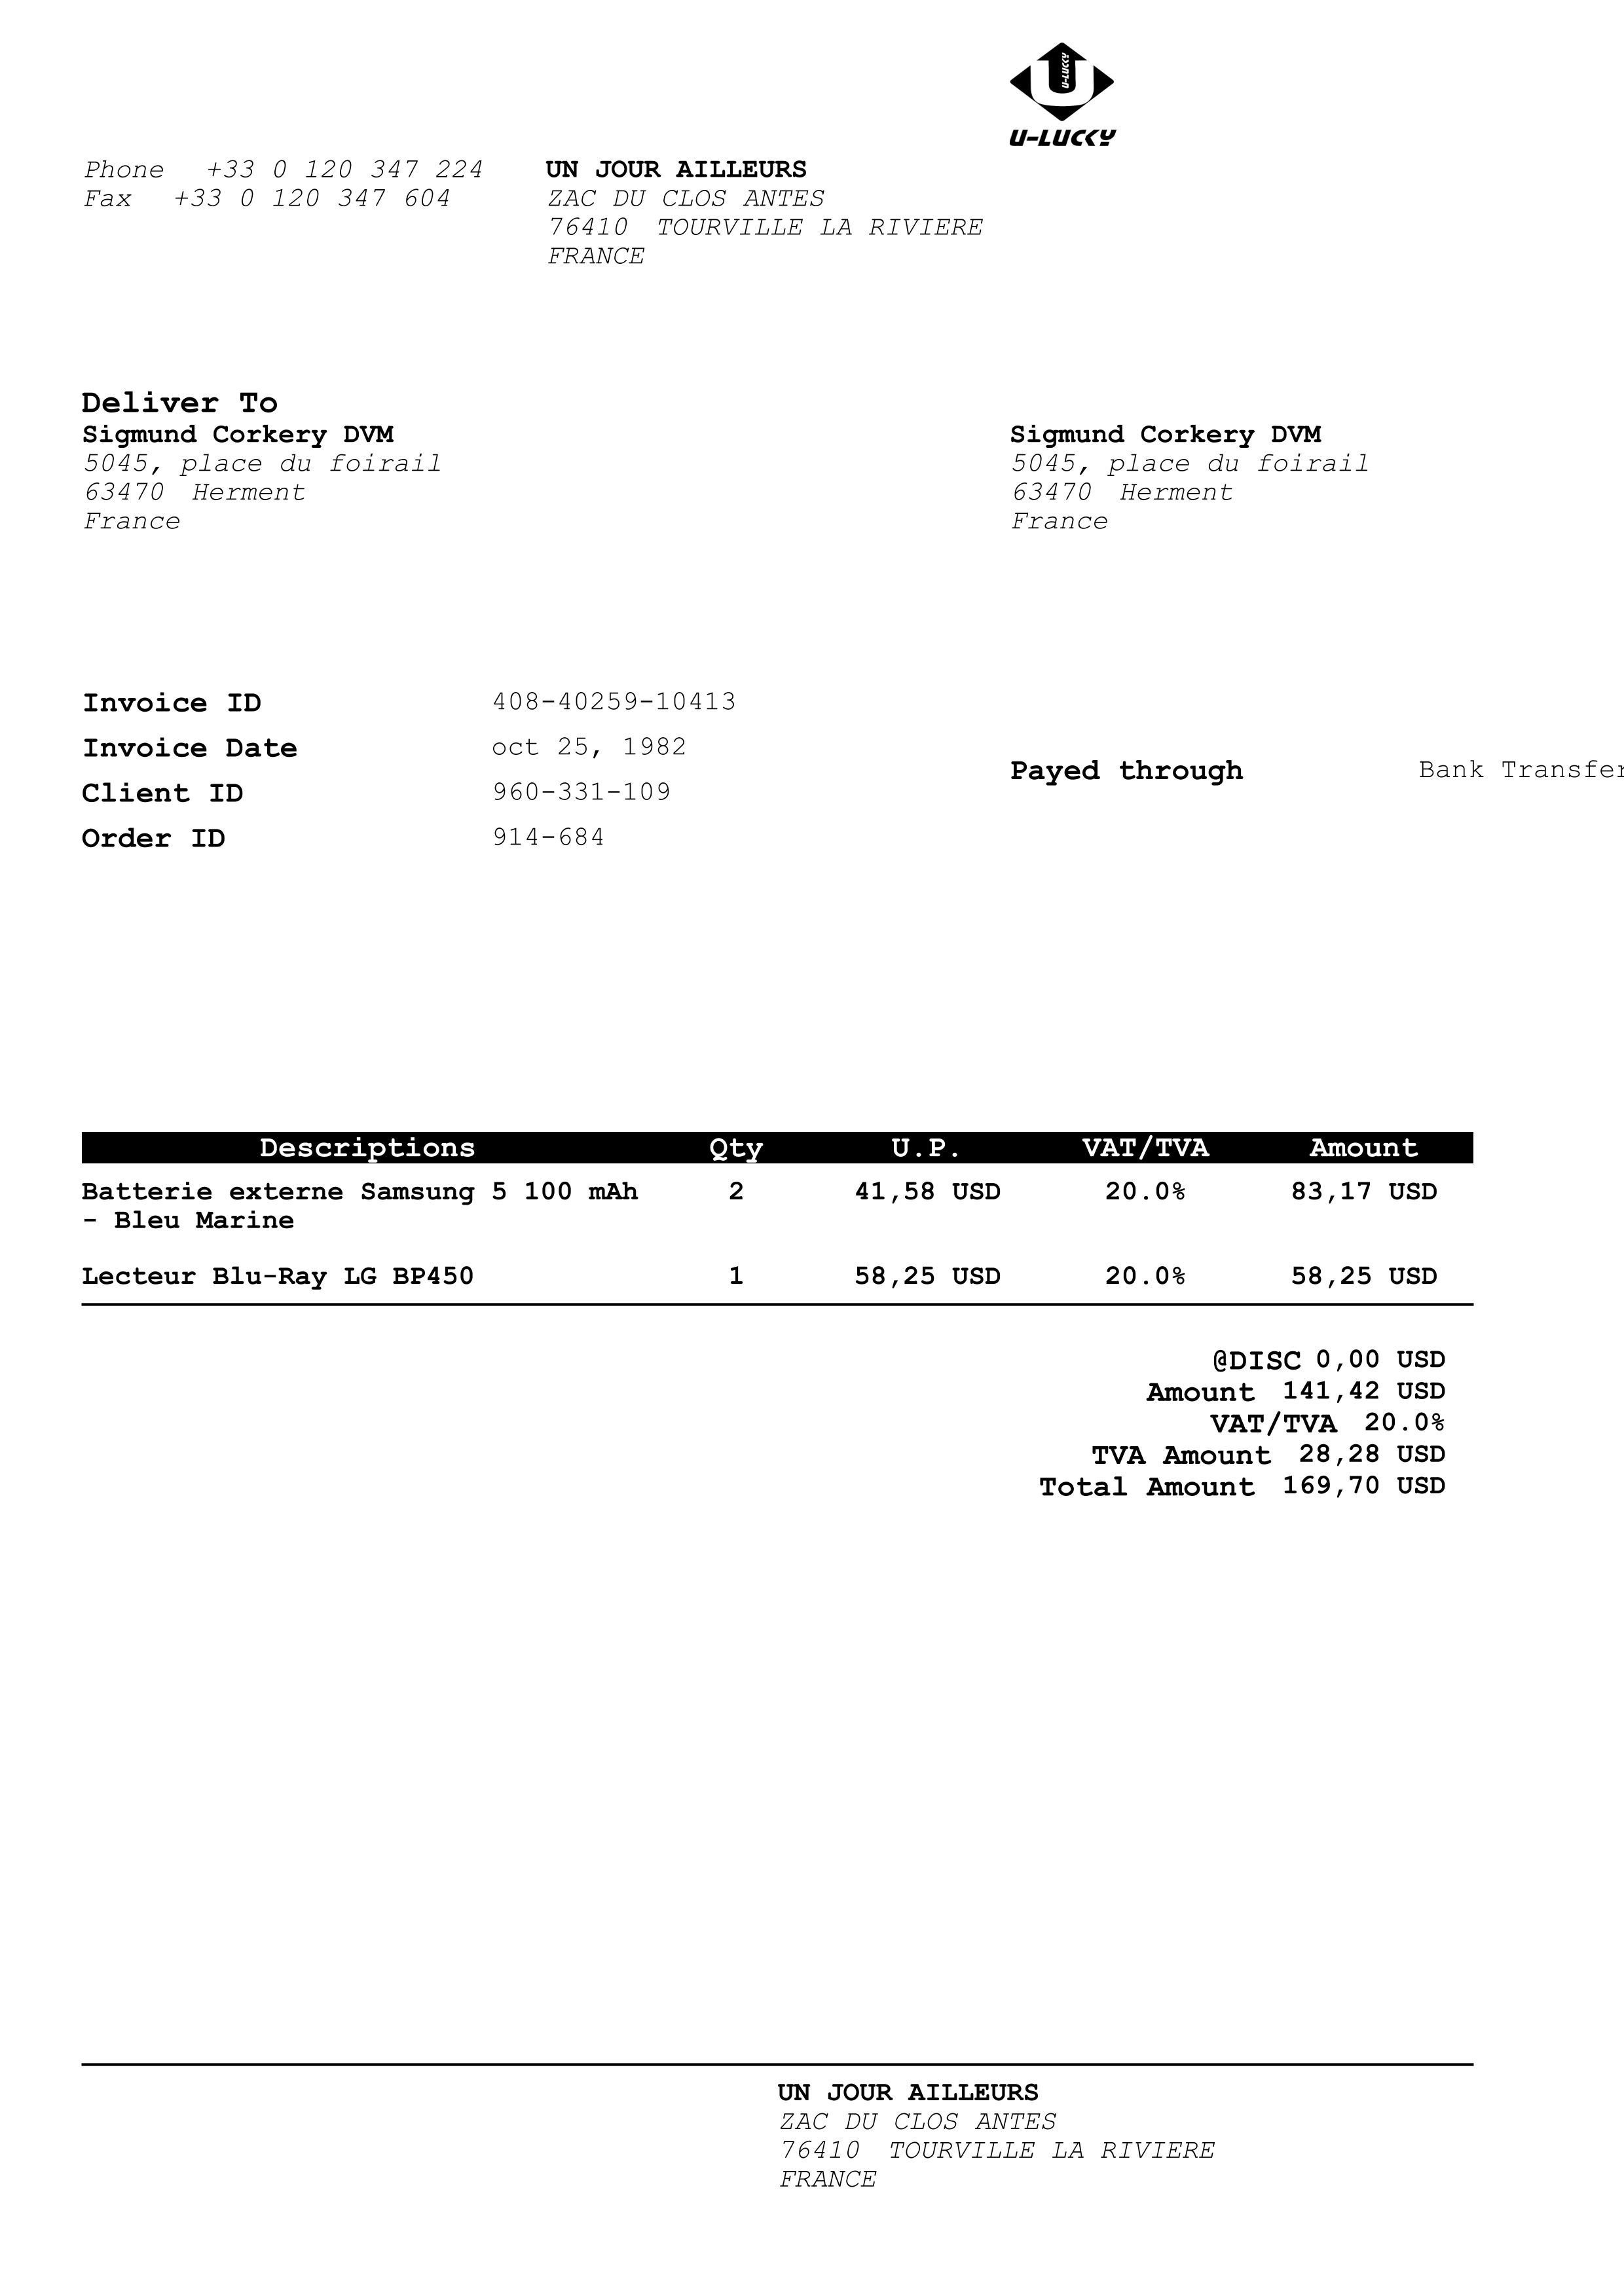 U-LUCKY
U-LUCKY
Phone +33 0 120 347 224
Fax +33 0 120 347 604
UN JOUR AILLEURS
ZAC DU CLOS ANTES
76410 TOURVILLE LA RIVIERE
FRANCE
Deliver To
Sigmund Corkery DVM
5045, place du foirail
63470 Herment
France
Sigmund Corkery DVM
5045, place du foirail
63470 Herment
France
Invoice ID 408-40259-10413
Invoice Date oct 25, 1982
Client ID 960-331-109
Order ID 914-684
Payed through Bank Transfer
Descriptions Qty U.P. VAT/TVA Amount
Batterie externe Samsung 5 100 mAh 2 41,58 USD 20.0% 83,17 USD
- Bleu Marine
Lecteur Blu-Ray LG BP450 1 58,25 USD 20.0% 58,25 USD
@DISC 0,00 USD
Amount 141,42 USD
VAT/TVA 20.0%
TVA Amount 28,28 USD
Total Amount 169,70 USD
UN JOUR AILLEURS
ZAC DU CLOS ANTES
76410 TOURVILLE LA RIVIERE
FRANCE